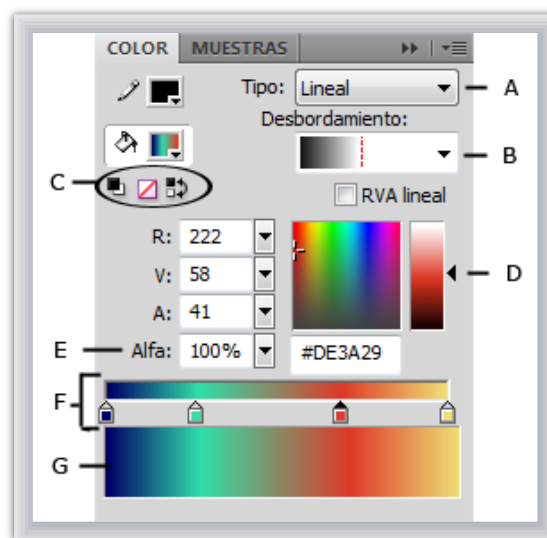 COLOR MUESTRAS
Tipo: Lineal A
Desbordamiento:
B
C
RVA lineal
R: 222
V: 58 D
A: 41
E Alfa: 100% #DE3A29
F
G